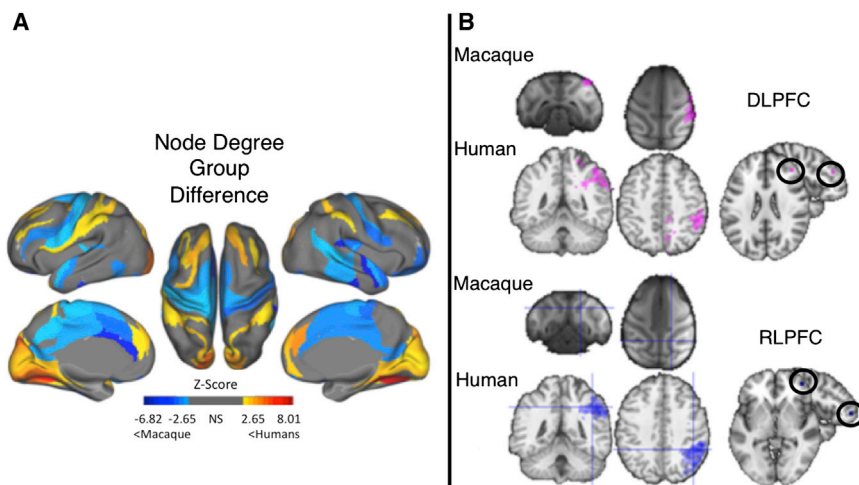 A
Node Degree
Group
Difference
Z-Score
-6.82 -2.65 NS 2.65 8.01
<Macaque <Humans
B
Macaque
DLPFC
Human
Macaque
RLPFC
Human